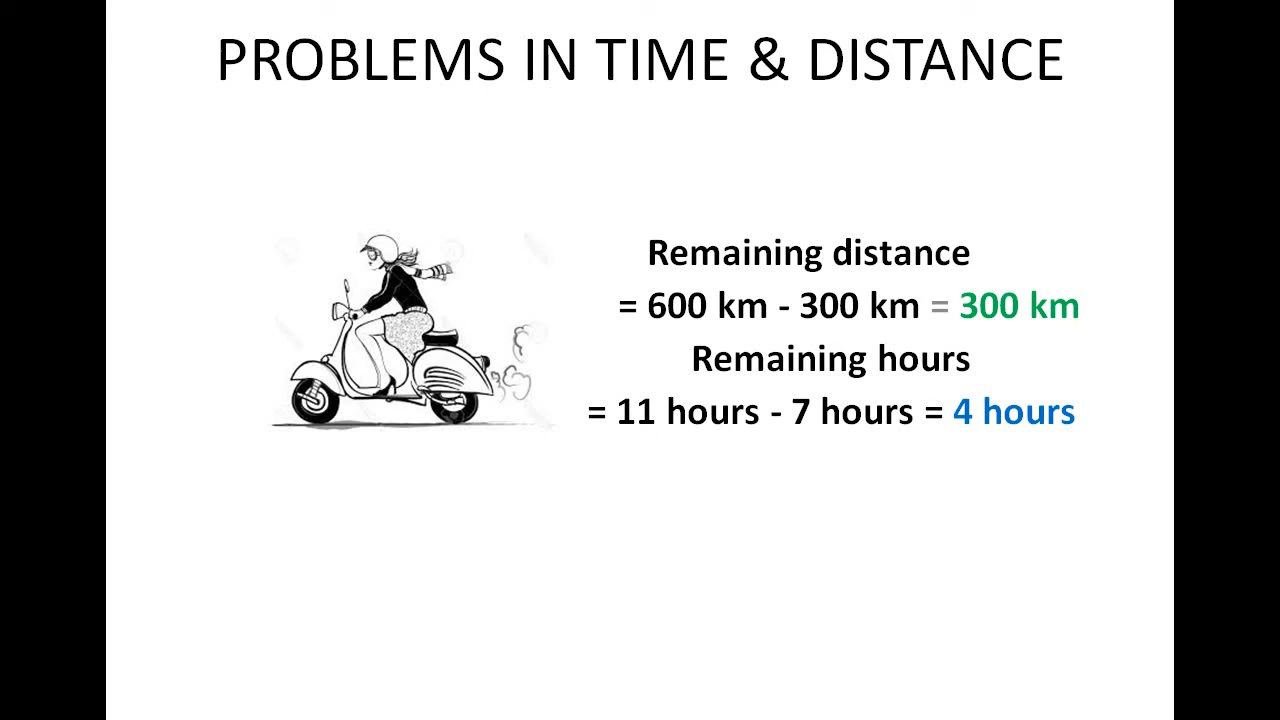 PROBLEMS IN TIME & DISTANCE
Remaining distance
= 600 km - 300 km = 300 km
Remaining hours
= 11 hours - 7 hours = 4 hours